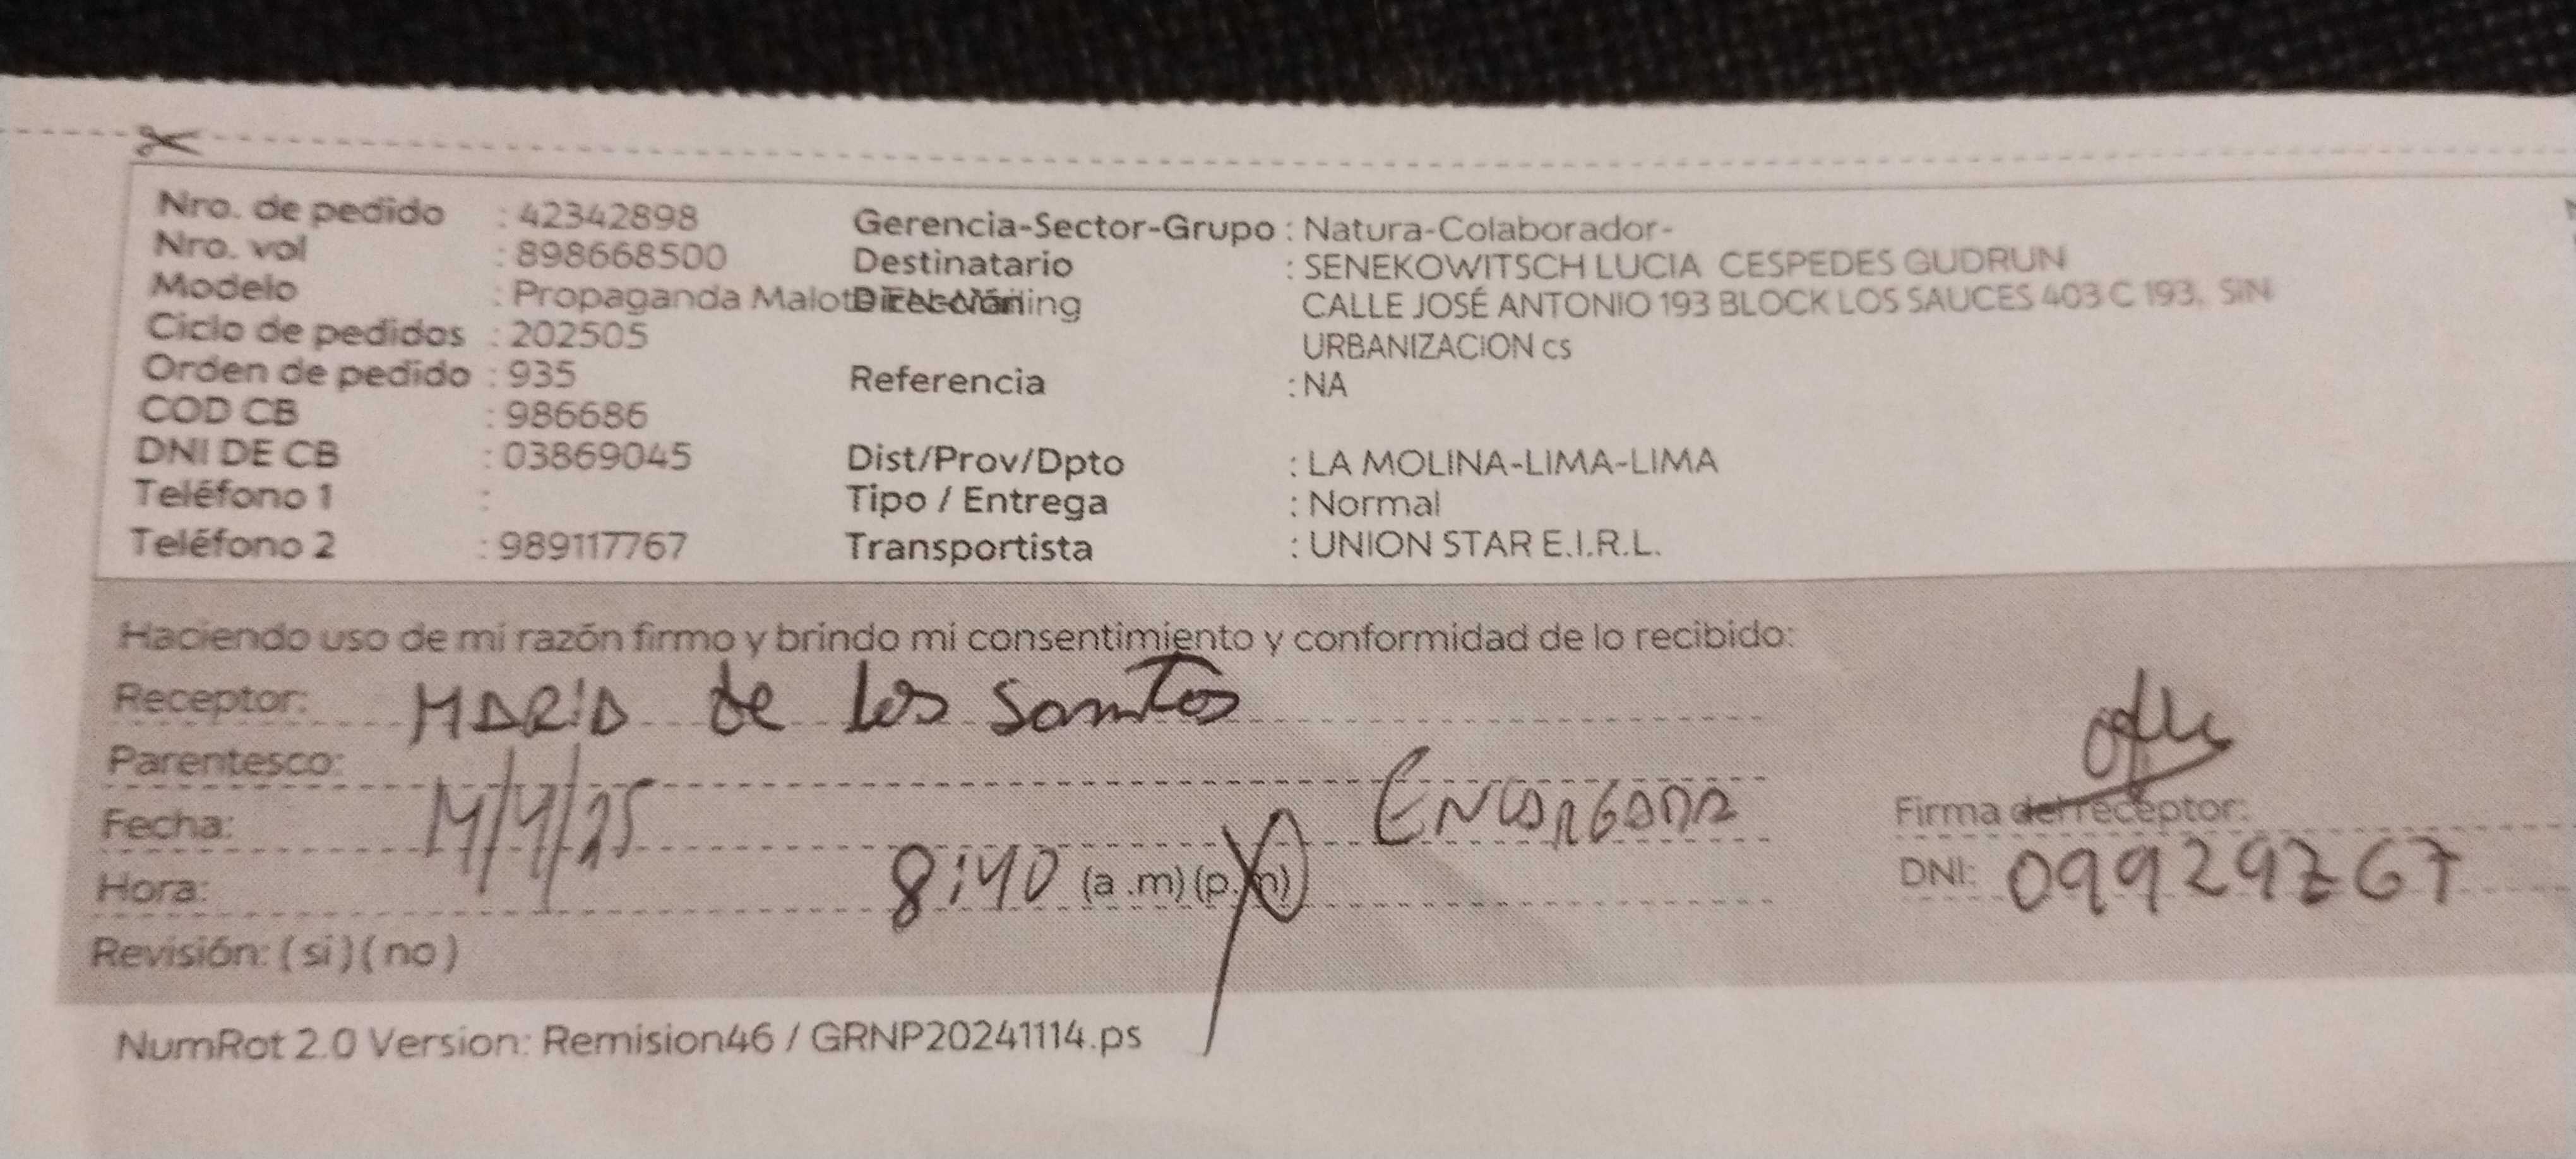 Nro. de pedido : 42342898
Nro. vol : 898668500
Modelo : Propaganda Malote EN-Mailing
Ciclo de pedidos : 202505
Orden de pedido : 935
COD CB : 986686
DNI DE CB : 03869045
Teléfono 1 :
Teléfono 2 : 989117767
Gerencia-Sector-Grupo : Natura-Colaborador-
Destinatario : SENEKOWITSCH LUCIA CESPEDES GUDRUN
Dirección CALLE JOSÉ ANTONIO 193 BLOCK LOS SAUCES 403 C 193, SIN
URBANIZACION cs
Referencia : NA
Dist/Prov/Dpto : LA MOLINA-LIMA-LIMA
Tipo / Entrega : Normal
Transportista : UNION STAR E.I.R.L.
Haciendo uso de mi razón firmo y brindo mi consentimiento y conformidad de lo recibido:
Receptor: MARIA de los Santos
Parentesco: ENCARGADA
Fecha: 14/4/25
Hora: 8:40 (a .m) (p.m)
Revisión: ( si ) ( no )
Firma del receptor:
DNI: 09929767
NumRot 2.0 Version: Remision46 / GRNP20241114.ps